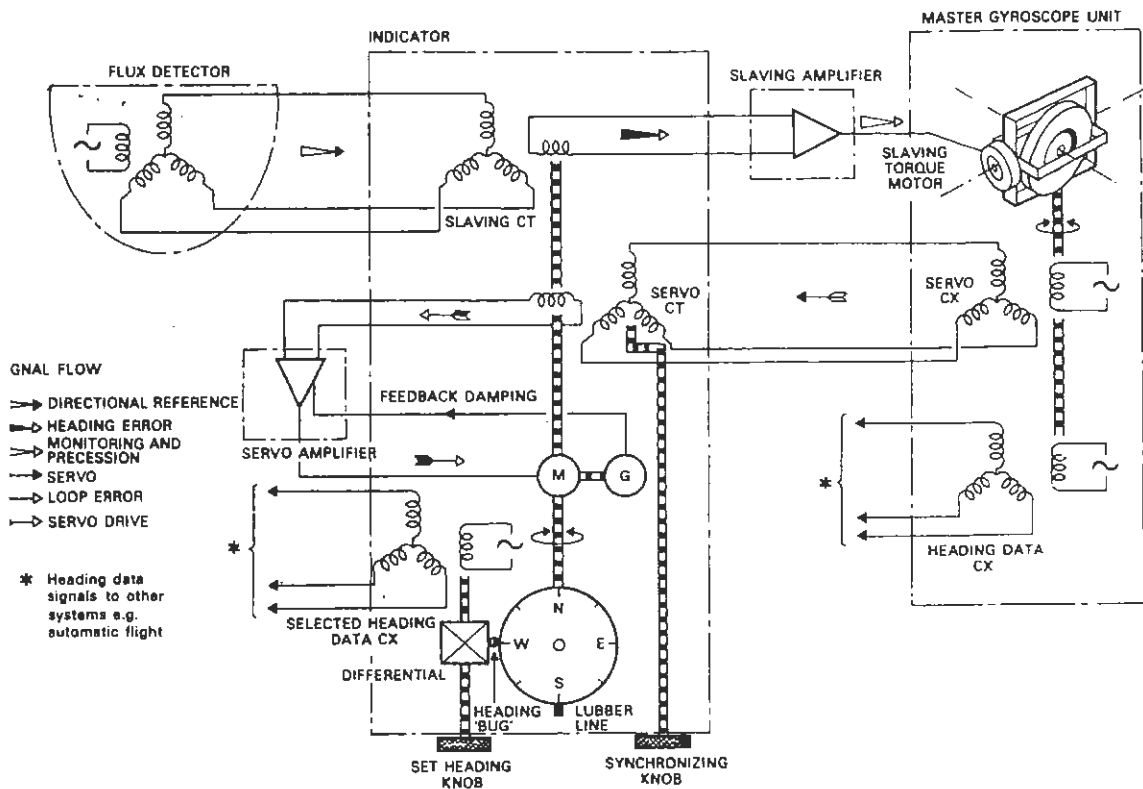 MASTER GYROSCOPE UNIT
INDICATOR
FLUX DETECTOR
SLAVING AMPLIFIER
SLAVING
TORQUE
MOTOR
SLAVING CT
SERVO
CT
SERVO
CX
GNAL FLOW
DIRECTIONAL REFERENCE
HEADING ERROR
MONITORING AND
PRECESSION
SERVO
LOOP ERROR
SERVO DRIVE
FEEDBACK DAMPING
SERVO AMPLIFIER
M
G
*
*
HEADING DATA
CX
* Heading data
signals to other
systems e.g.
automatic flight
SELECTED HEADING
DATA CX
DIFFERENTIAL
N
W O E
S
HEADING
'BUG'
LUBBER
LINE
SET HEADING
KNOB
SYNCHRONIZING
KNOB